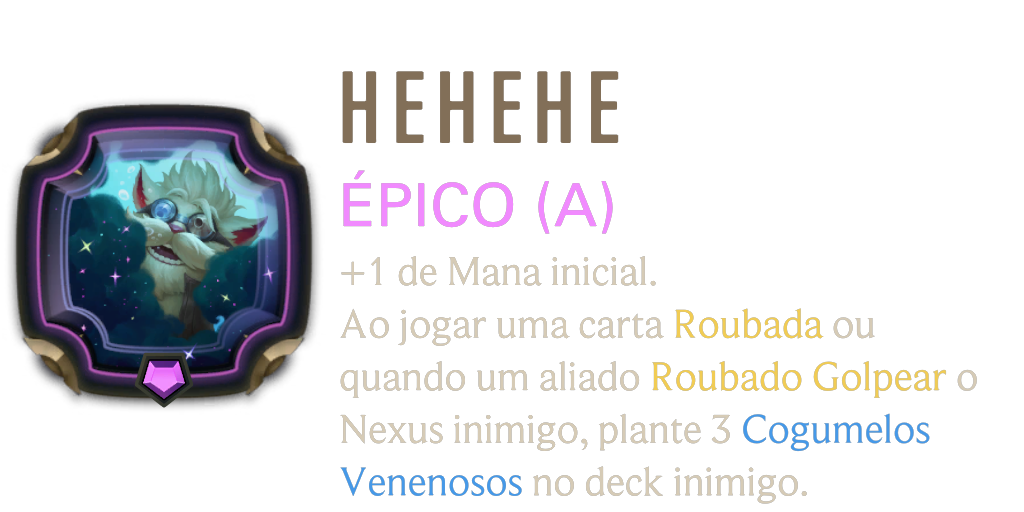 HEHEHE
ÉPICO (A)
+1 de Mana inicial.
Ao jogar uma carta Roubada ou
quando um aliado Roubado Golpear o
Nexus inimigo, plante 3 Cogumelos
Venenosos no deck inimigo.